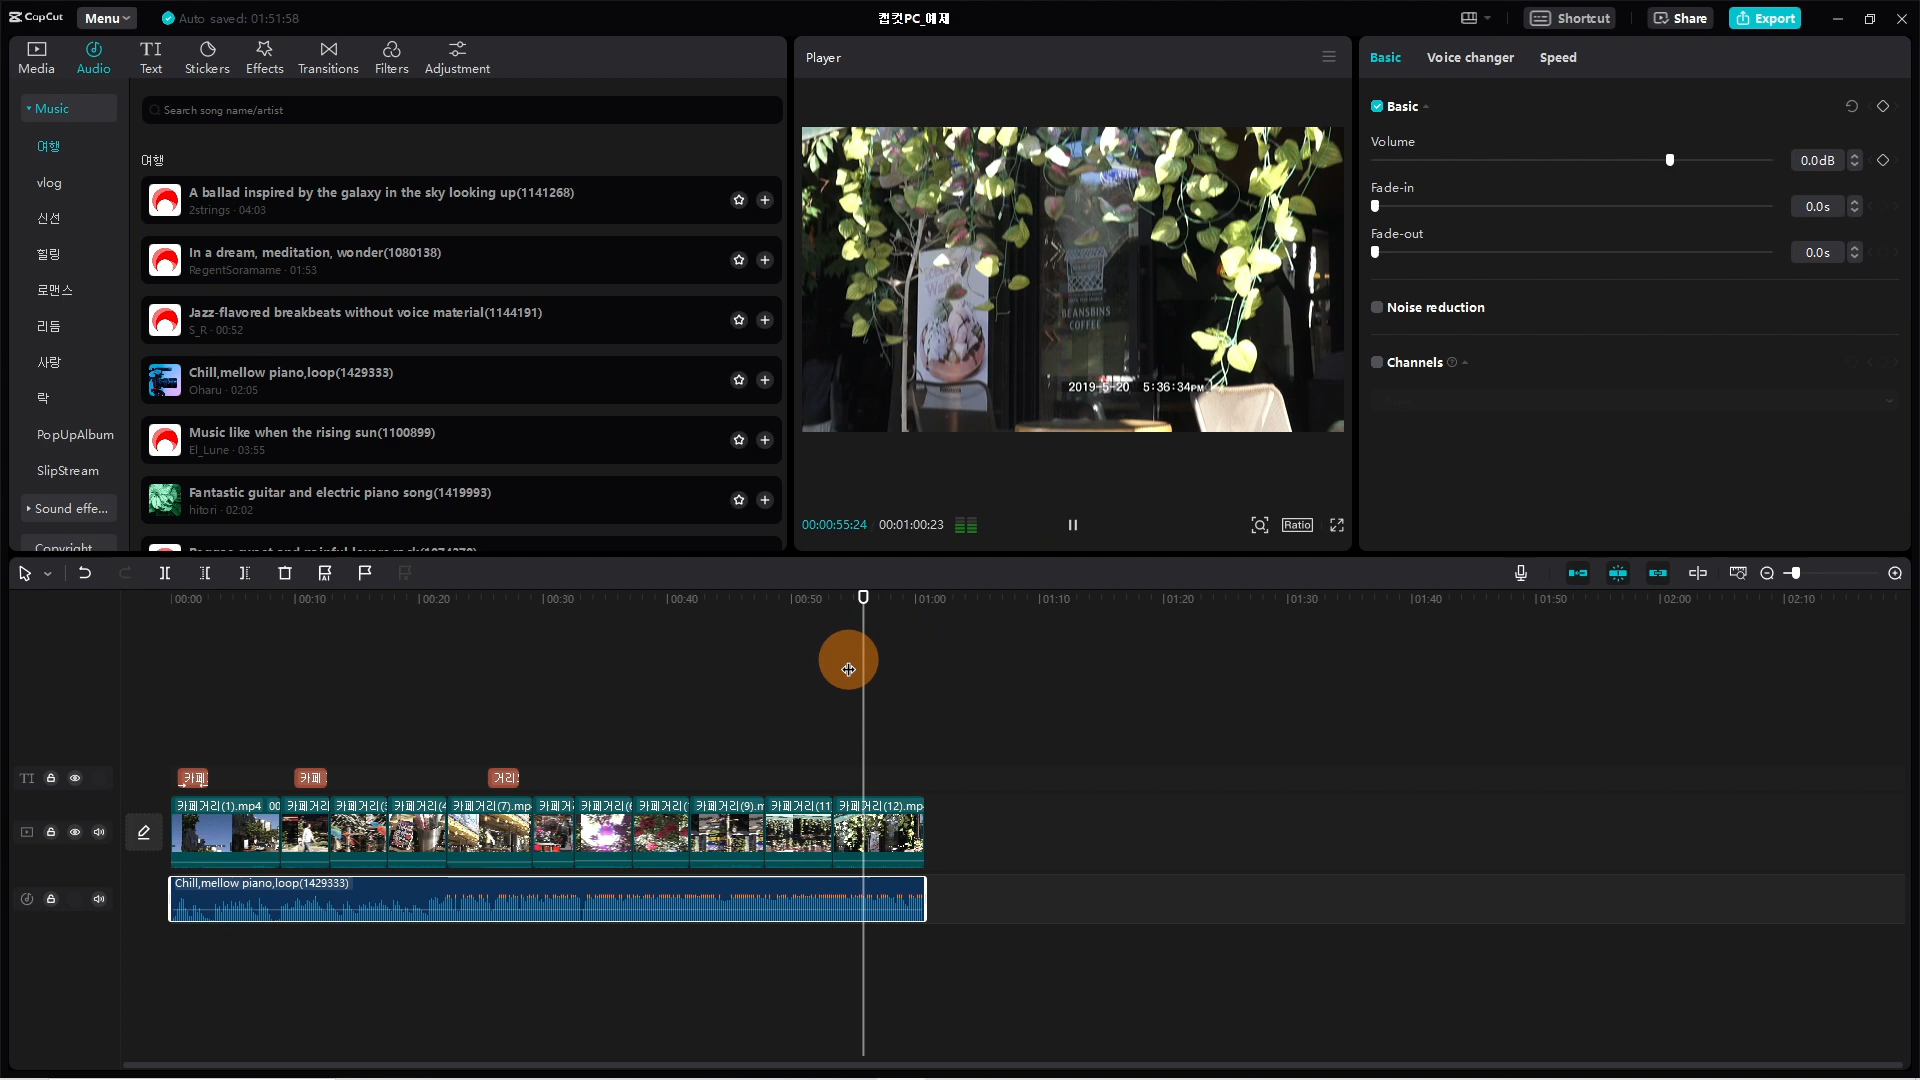 CapCut
Menu
Auto saved: 01:51:58
캡컷PC_예제
Shortcut
Share
Export
Media
Audio
Text
Stickers
Effects
Transitions
Filters
Adjustment
Music
여행
vlog
신선
힐링
로맨스
리듬
사랑
락
PopUpAlbum
SlipStream
Sound effe...
Copyright
Search song name/artist
여행
A ballad inspired by the galaxy in the sky looking up(1141268)
2strings · 04:03
In a dream, meditation, wonder(1080138)
RegentSoramame · 01:53
Jazz-flavored breakbeats without voice material(1144191)
S_R · 00:52
Chill,mellow piano,loop(1429333)
Oharu · 02:05
Music like when the rising sun(1100899)
El_Lune · 03:55
Fantastic guitar and electric piano song(1419993)
hitori · 02:02
Player
BEANSBINS
COFFEE
2019-5-20 5:36:34PM
00:00:55:24
00:01:00:23
Ratio
Basic
Voice changer
Speed
Basic
Volume
0.0dB
Fade-in
0.0s
Fade-out
0.0s
Noise reduction
Channels
00:00
00:10
00:20
00:30
00:40
00:50
01:00
01:10
01:20
01:30
01:40
01:50
02:00
02:10
TI
카페
카페
거리
카페거리(1).mp4 00
카페거리
카페거리(
카페거리(4
카페거리(7).mp
카페거
카페거리(6
카페거리(
카페거리(9).m
카페거리(11
카페거리(12).mp
Chill,mellow piano,loop(1429333)